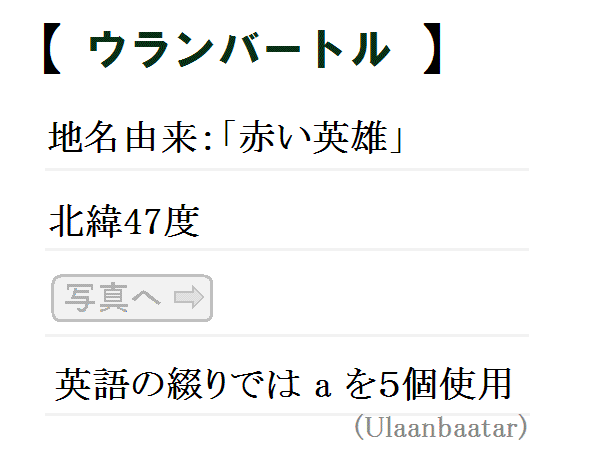 【 ウランバートル 】
地名由来:「赤い英雄」
北緯47度
写真へ ⇨
英語の綴りでは a を5個使用
(Ulaanbaatar)